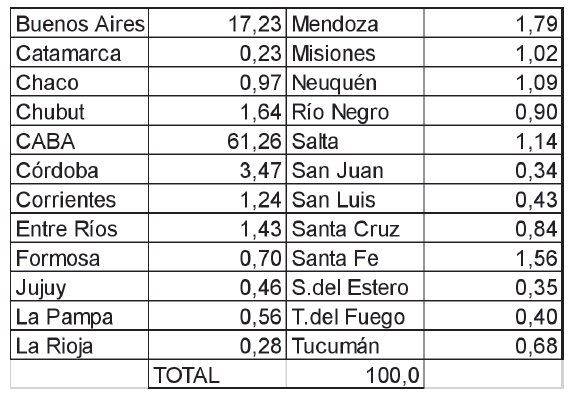 Buenos Aires 17,23 Mendoza 1,79
Catamarca 0,23 Misiones 1,02
Chaco 0,97 Neuquén 1,09
Chubut 1,64 Río Negro 0,90
CABA 61,26 Salta 1,14
Córdoba 3,47 San Juan 0,34
Corrientes 1,24 San Luis 0,43
Entre Ríos 1,43 Santa Cruz 0,84
Formosa 0,70 Santa Fe 1,56
Jujuy 0,46 S.del Estero 0,35
La Pampa 0,56 T.del Fuego 0,40
La Rioja 0,28 Tucumán 0,68
TOTAL 100,0